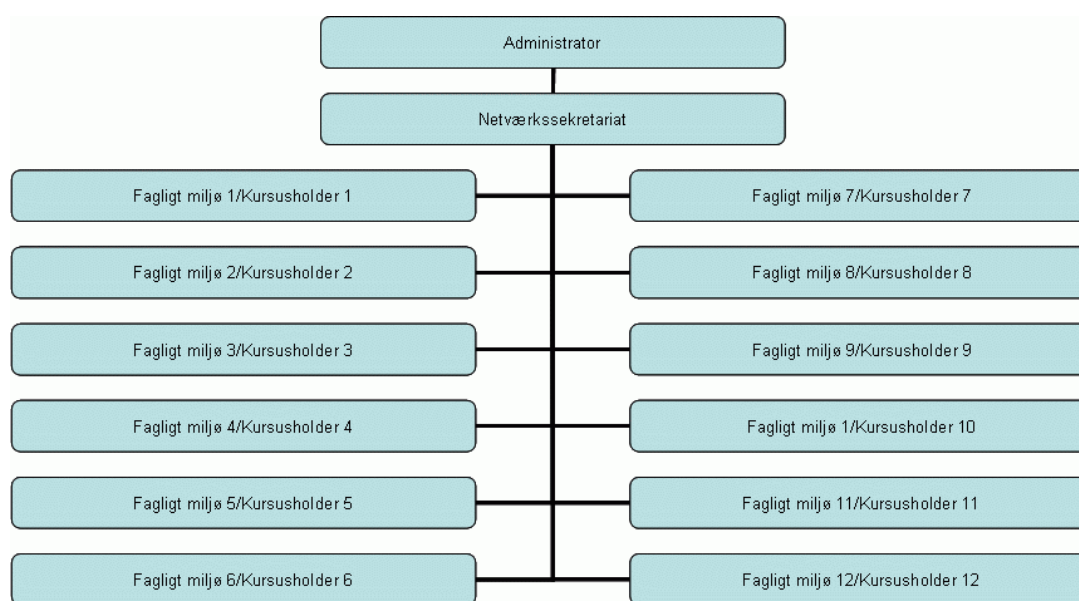 Administrator
Netværkssekretariat
Fagligt miljø 1/Kursusholder 1
Fagligt miljø 7/Kursusholder 7
Fagligt miljø 2/Kursusholder 2
Fagligt miljø 8/Kursusholder 8
Fagligt miljø 3/Kursusholder 3
Fagligt miljø 9/Kursusholder 9
Fagligt miljø 4/Kursusholder 4
Fagligt miljø 1/Kursusholder 10
Fagligt miljø 5/Kursusholder 5
Fagligt miljø 11/Kursusholder 11
Fagligt miljø 6/Kursusholder 6
Fagligt miljø 12/Kursusholder 12